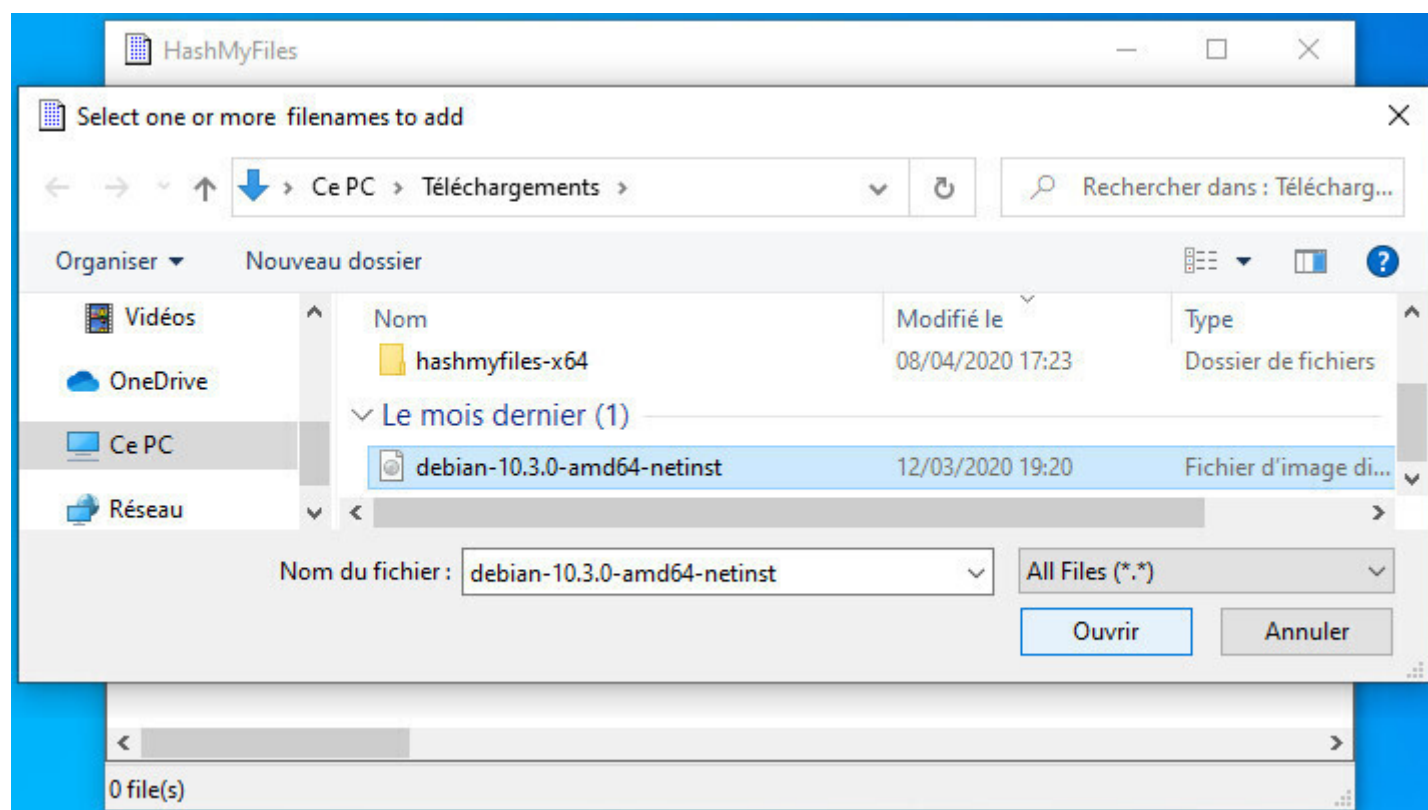 HashMyFiles
Select one or more filenames to add
Ce PC > Téléchargements >
Rechercher dans : Télécharg...
Organiser
Nouveau dossier
Vidéos
OneDrive
Ce PC
Réseau
Nom Modifié le Type
hashmyfiles-x64 08/04/2020 17:23 Dossier de fichiers
Le mois dernier (1)
debian-10.3.0-amd64-netinst 12/03/2020 19:20 Fichier d'image di...
Nom du fichier : debian-10.3.0-amd64-netinst All Files (*.*)
Ouvrir Annuler
0 file(s)